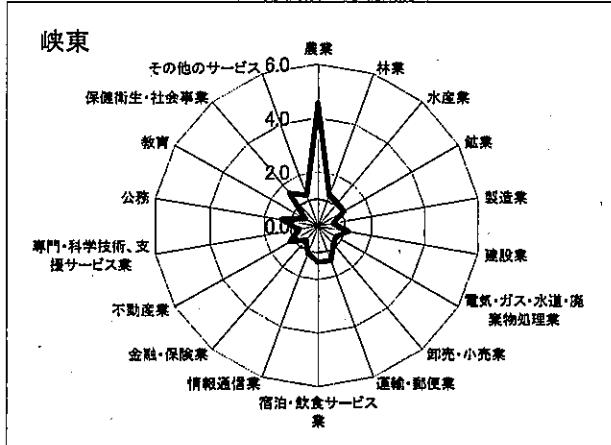 峡東
農業
その他のサービス
6.0
林業
保健衛生・社会事業
水産業
4.0
教育
鉱業
2.0
公務
製造業
0.0
専門・科学技術、支
援サービス業
建設業
不動産業
電気・ガス・水道・廃
棄物処理業
金融・保険業
卸売・小売業
情報通信業
運輸・郵便業
宿泊・飲食サービス
業